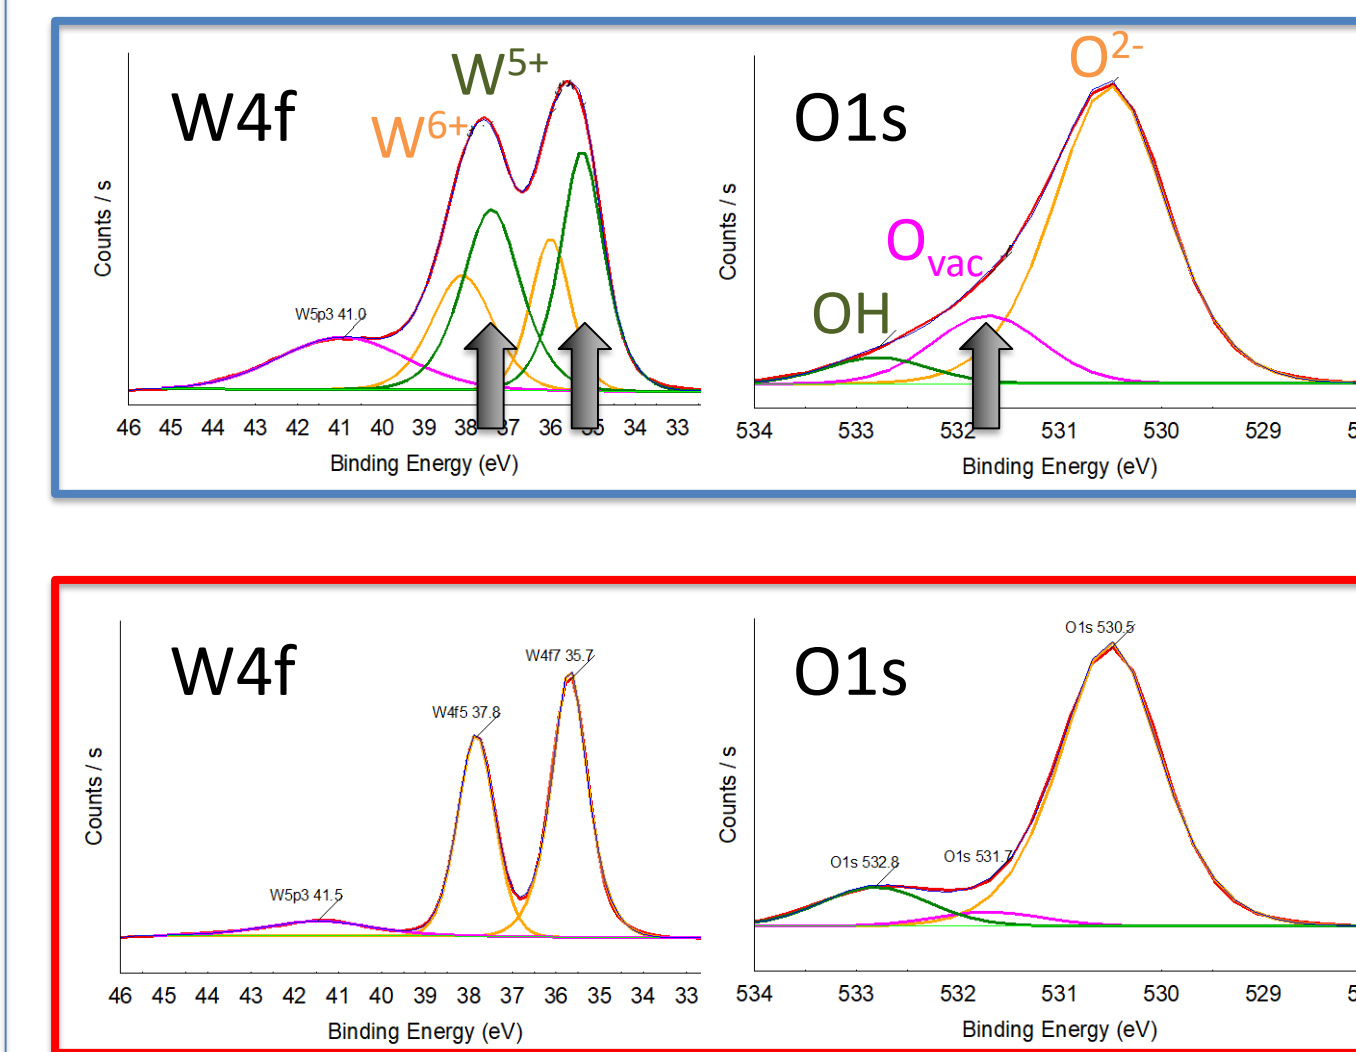 W4f
W⁵⁺
W⁶⁺
W5p3 41.0
Counts / s
46 45 44 43 42 41 40 39 38 37 36 35 34 33
Binding Energy (eV)
O1s
O²⁻
Ovac
OH
Counts / s
534 533 532 531 530 529 5
Binding Energy (eV)
W4f
W4f7 35.7
W4f5 37.8
W5p3 41.5
Counts / s
46 45 44 43 42 41 40 39 38 37 36 35 34 33
Binding Energy (eV)
O1s
O1s 530.5
O1s 532.8
O1s 531.7
Counts / s
534 533 532 531 530 529 5
Binding Energy (eV)